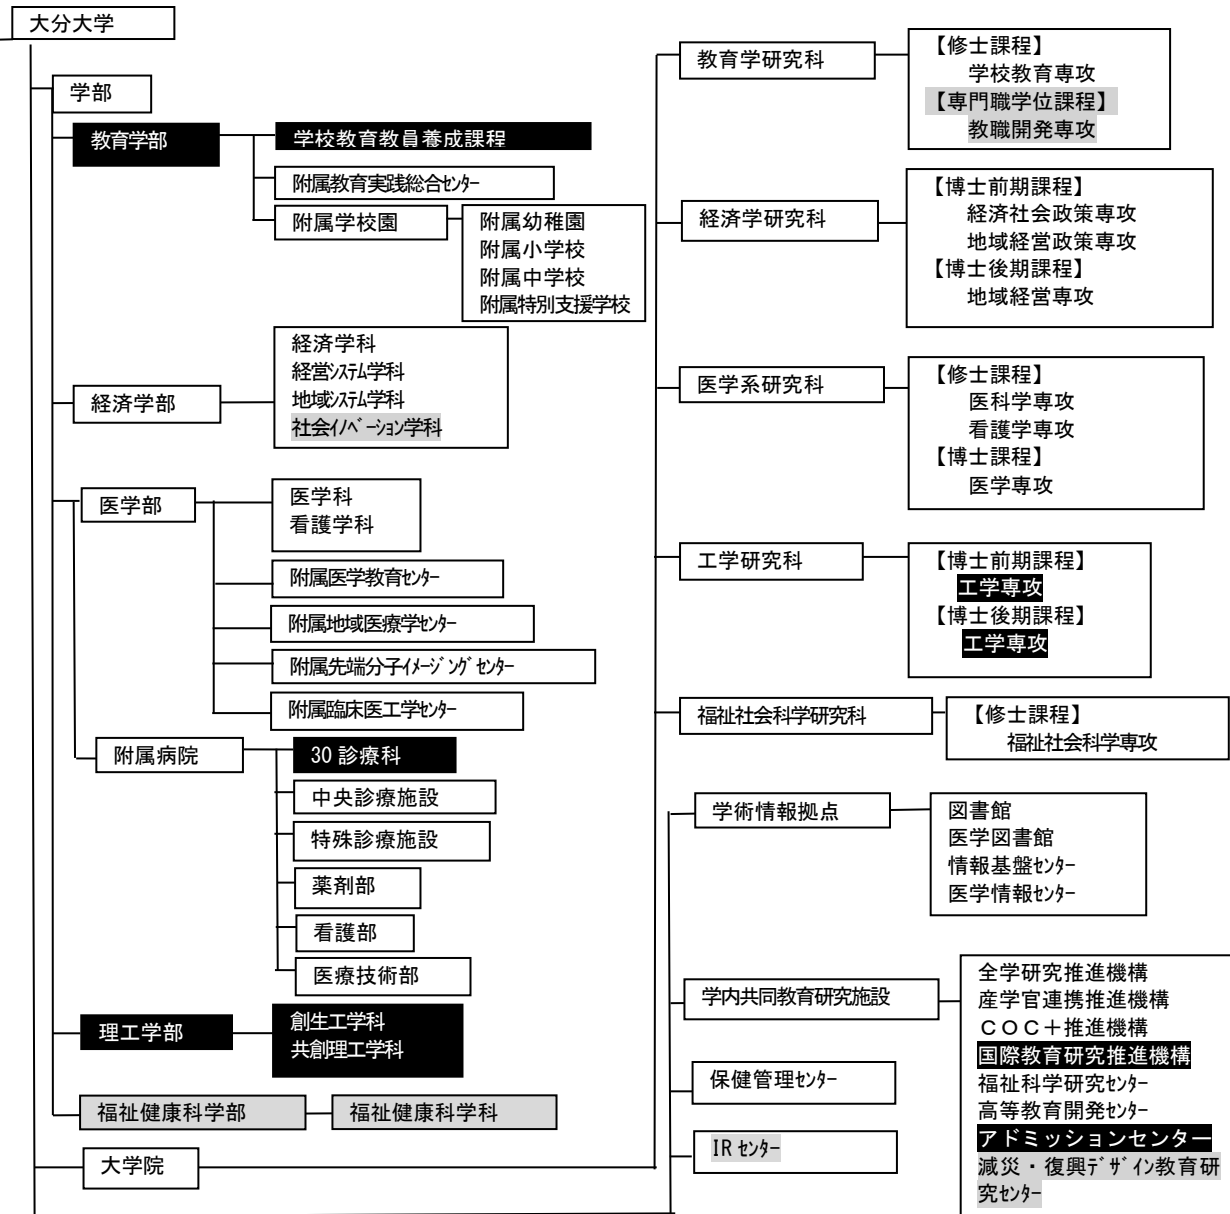 大分大学
学部
教育学部
学校教育教員養成課程
附属教育実践総合ｾﾝﾀｰ
附属学校園
附属幼稚園
附属小学校
附属中学校
附属特別支援学校
経済学部
経済学科
経営ｼｽﾃﾑ学科
地域ｼｽﾃﾑ学科
社会ｲﾉﾍﾞｰｼｮﾝ学科
医学部
医学科
看護学科
附属医学教育ｾﾝﾀｰ
附属地域医療学ｾﾝﾀｰ
附属先端分子ｲﾒｰｼﾞﾝｸﾞｾﾝﾀｰ
附属臨床医工学ｾﾝﾀｰ
附属病院
30 診療科
中央診療施設
特殊診療施設
薬剤部
看護部
医療技術部
理工学部
創生工学科
共創理工学科
福祉健康科学部
福祉健康科学科
大学院
教育学研究科
【修士課程】
学校教育専攻
【専門職学位課程】
教職開発専攻
経済学研究科
【博士前期課程】
経済社会政策専攻
地域経営政策専攻
【博士後期課程】
地域経営専攻
医学系研究科
【修士課程】
医科学専攻
看護学専攻
【博士課程】
医学専攻
工学研究科
【博士前期課程】
工学専攻
【博士後期課程】
工学専攻
福祉社会科学研究科
【修士課程】
福祉社会科学専攻
学術情報拠点
図書館
医学図書館
情報基盤ｾﾝﾀｰ
医学情報ｾﾝﾀｰ
学内共同教育研究施設
全学研究推進機構
産学官連携推進機構
ＣＯＣ＋推進機構
国際教育研究推進機構
福祉科学研究ｾﾝﾀｰ
高等教育開発ｾﾝﾀｰ
アドミッションセンター
減災・復興ﾃﾞｻﾞｲﾝ教育研
究ｾﾝﾀｰ
保健管理ｾﾝﾀｰ
IR ｾﾝﾀｰ